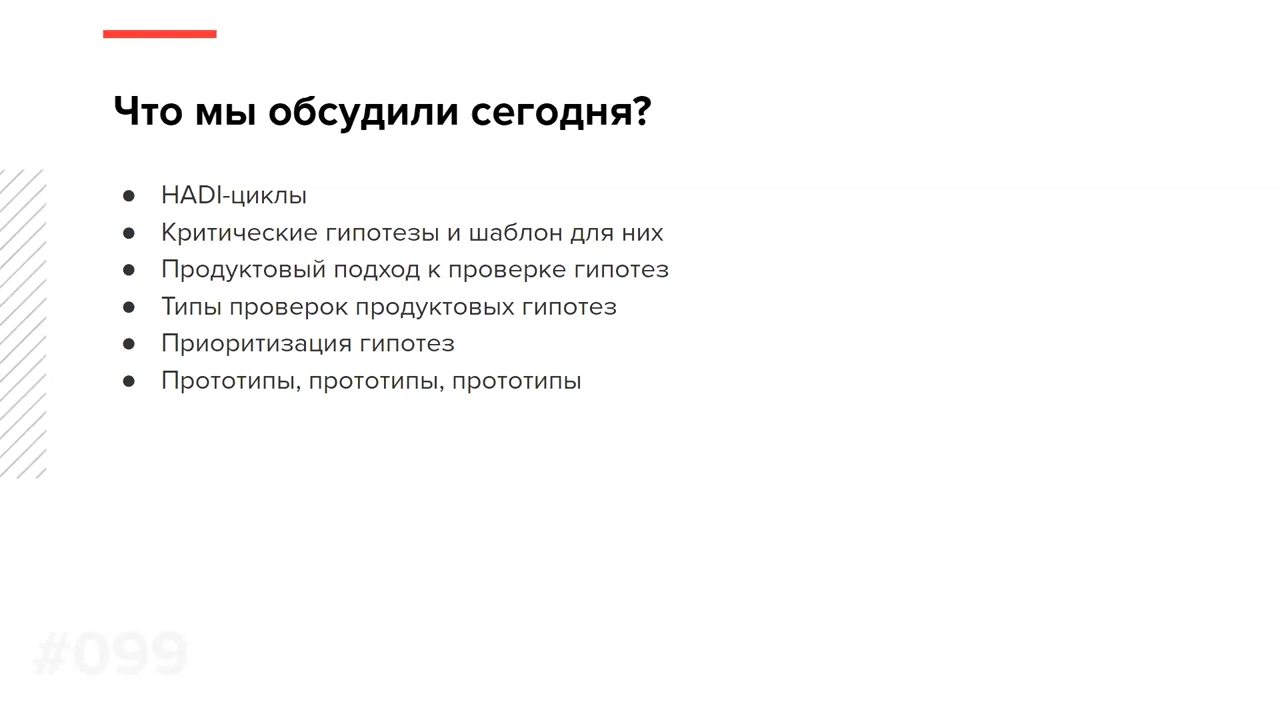 Что мы обсудили сегодня?
● HADI-циклы
● Критические гипотезы и шаблон для них
● Продуктовый подход к проверке гипотез
● Типы проверок продуктовых гипотез
● Приоритизация гипотез
● Прототипы, прототипы, прототипы
#099